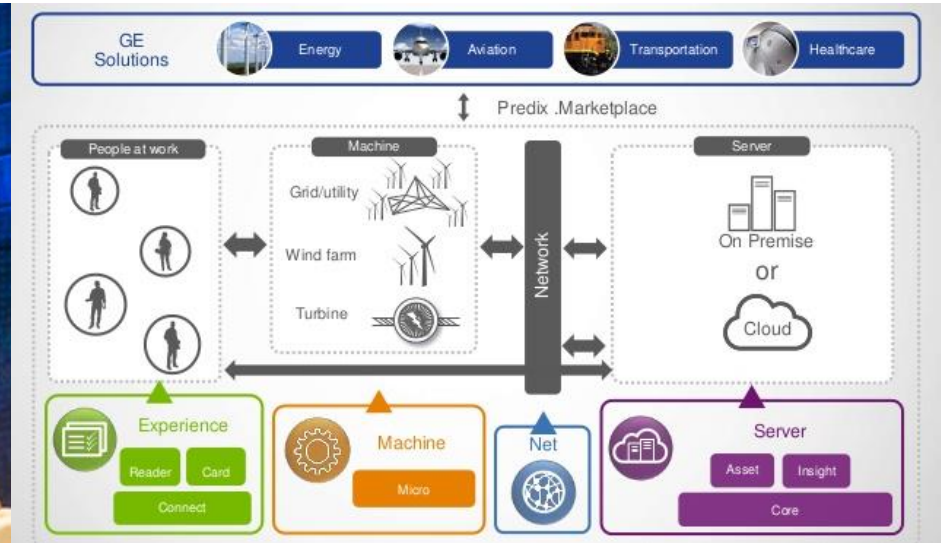 GE
Solutions
Energy
Aviation
Transportation
Healthcare
Predix .Marketplace
People at work
Machine
Grid/utility
Wind farm
Turbine
Network
Server
On Premise
or
Cloud
Experience
Reader
Card
Connect
Machine
Micro
Net
Server
Asset
Insight
Core